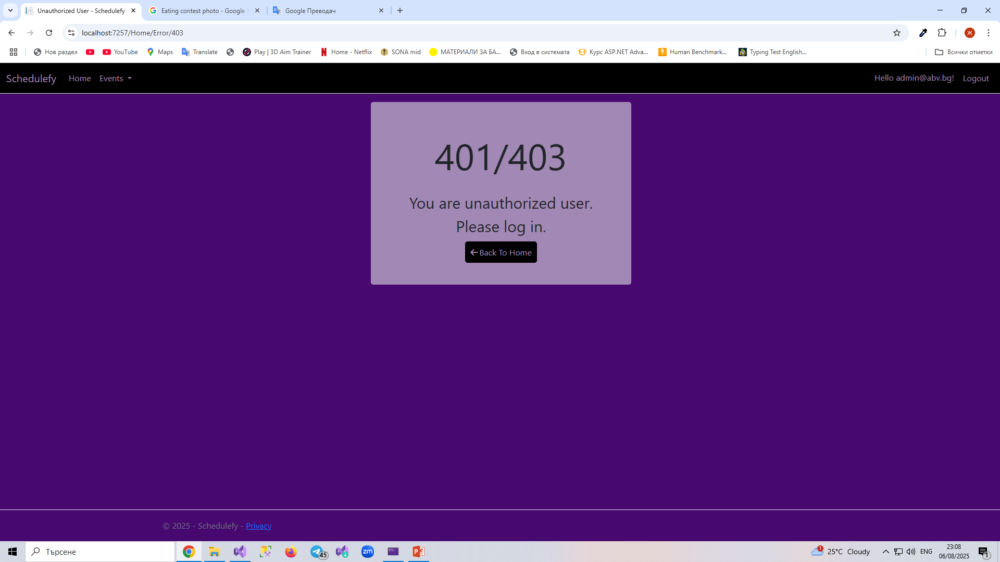 Unauthorized User - Schedulefy
Eating contest photo - Google
Google Преводач
localhost:7257/Home/Error/403
Ж
Нов раздел
YouTube
Maps
Translate
Play | 3D Aim Trainer
Home - Netflix
SONA mid
МАТЕРИАЛИ ЗА БА...
Вход в системата
Курс ASP.NET Adva...
Human Benchmark...
Typing Test English...
Всички отметки
Schedulefy
Home
Events
Hello admin@abv.bg!
Logout
401/403
You are unauthorized user.
Please log in.
Back To Home
© 2025 - Schedulefy - Privacy
Търсене
45
zm
1
25°C Cloudy
ENG
23:08
06/08/2025
1